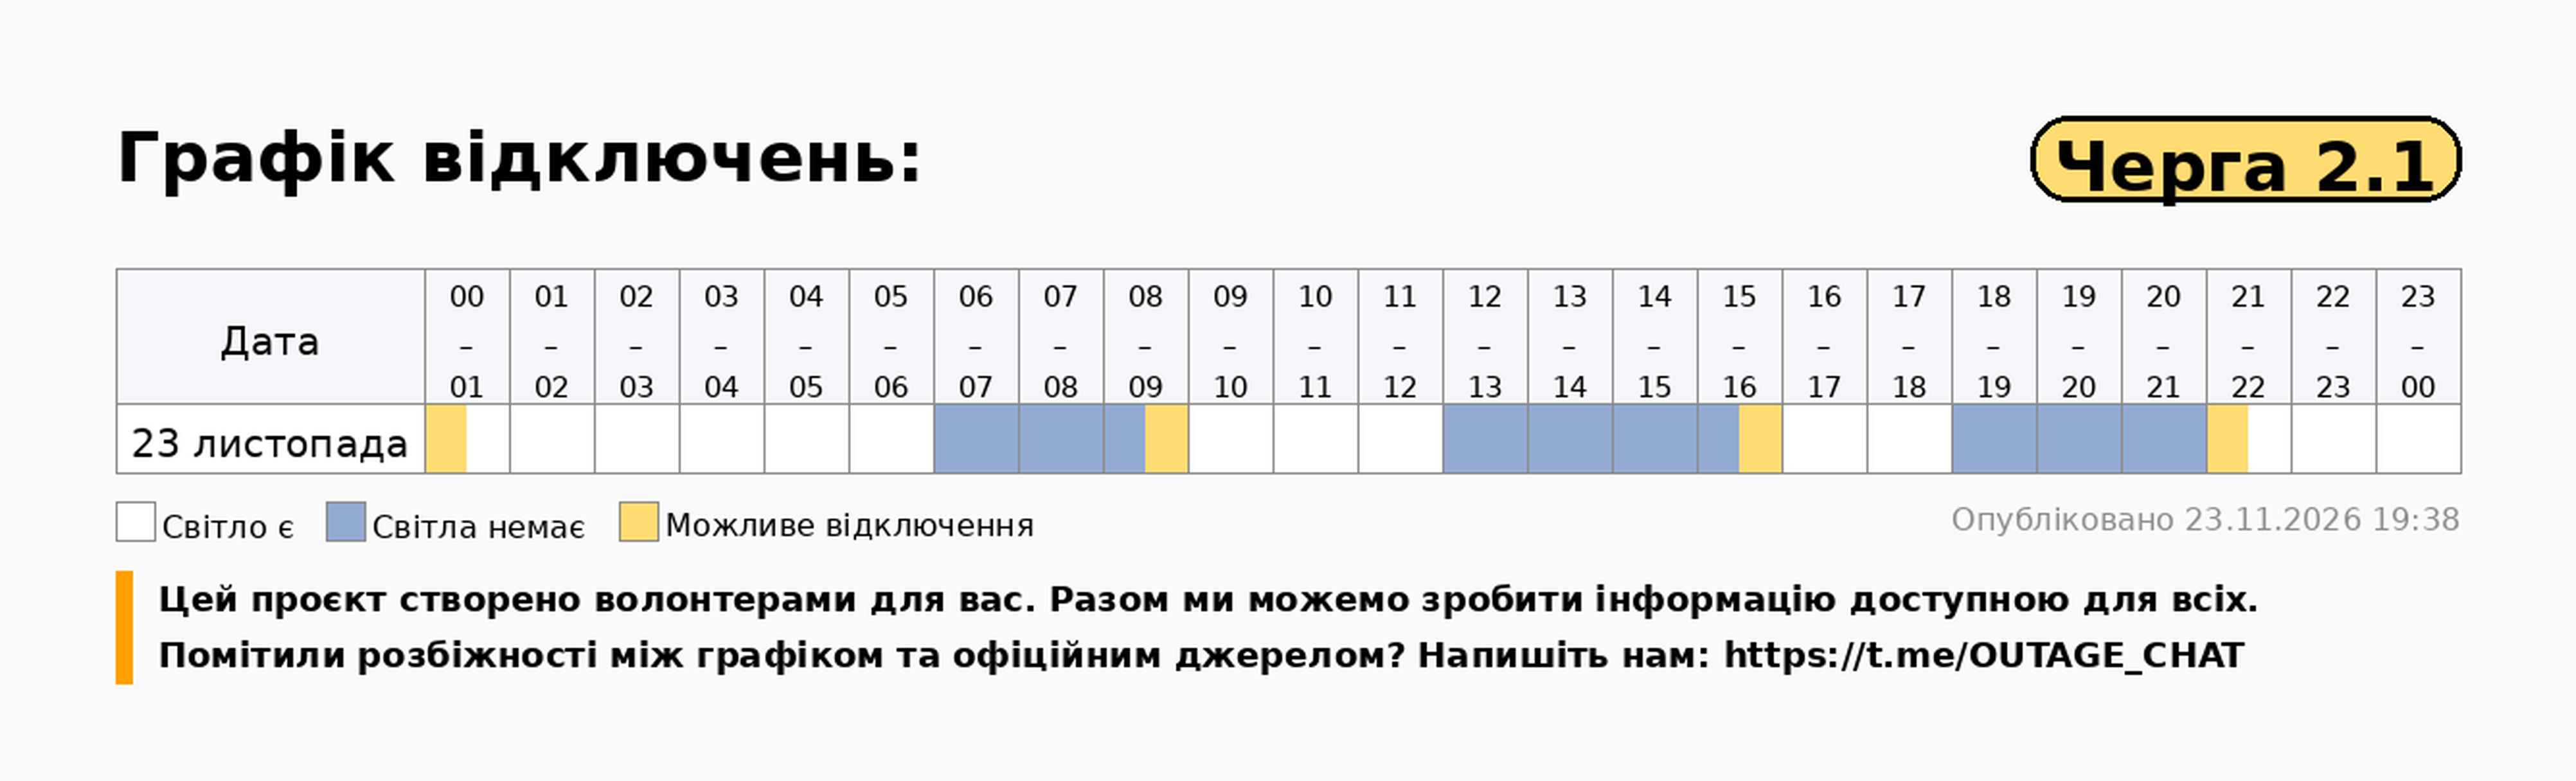 Графік відключень:
Черга 2.1
Дата 00 – 01 01 – 02 02 – 03 03 – 04 04 – 05 05 – 06 06 – 07 07 – 08 08 – 09 09 – 10 10 – 11 11 – 12 12 – 13 13 – 14 14 – 15 15 – 16 16 – 17 17 – 18 18 – 19 19 – 20 20 – 21 21 – 22 22 – 23 23 – 00
23 листопада
Світло є Світла немає Можливе відключення
Опубліковано 23.11.2026 19:38
Цей проєкт створено волонтерами для вас. Разом ми можемо зробити інформацію доступною для всіх.
Помітили розбіжності між графіком та офіційним джерелом? Напишіть нам: https://t.me/OUTAGE_CHAT